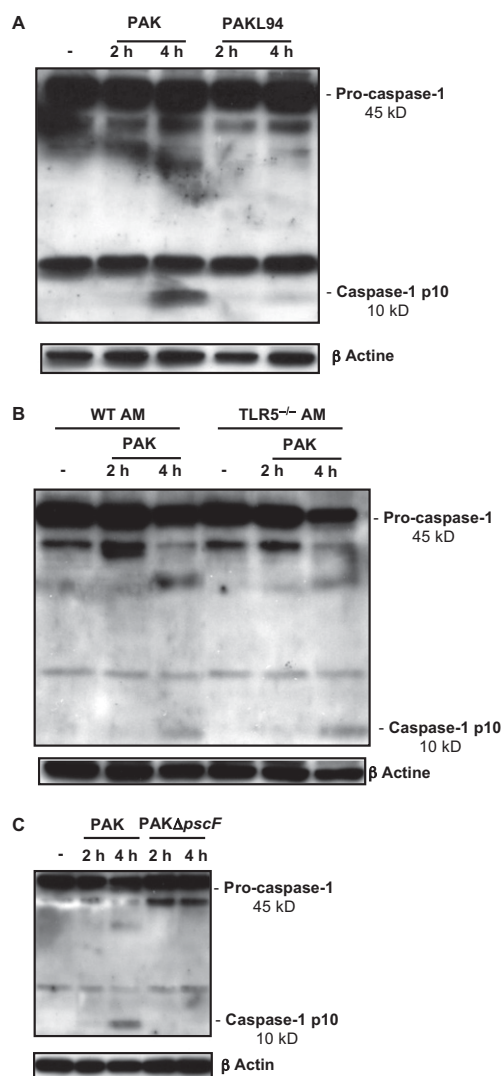 A
PAK PAKL94
- 2 h 4 h 2 h 4 h
- Pro-caspase-1
45 kD
- Caspase-1 p10
10 kD
β Actine
B
WT AM TLR5–/– AM
PAK PAK
- 2 h 4 h - 2 h 4 h
- Pro-caspase-1
45 kD
- Caspase-1 p10
10 kD
β Actine
C
PAK PAKΔpscF
- 2 h 4 h 2 h 4 h
- Pro-caspase-1
45 kD
- Caspase-1 p10
10 kD
β Actin